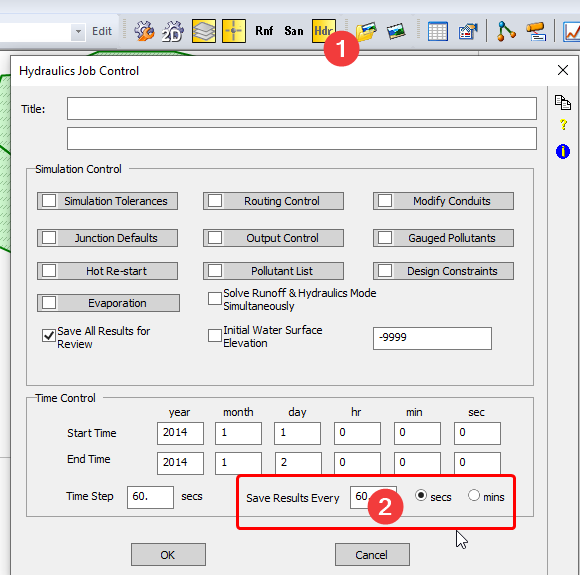 Edit 2D Rnf San Hdr
1
Hydraulics Job Control
Title:
Simulation Control
Simulation Tolerances Routing Control Modify Conduits
Junction Defaults Output Control Gauged Pollutants
Hot Re-start Pollutant List Design Constraints
Evaporation Solve Runoff & Hydraulics Mode
Simultaneously
Save All Results for Initial Water Surface
Review Elevation -9999
Time Control
year month day hr min sec
Start Time 2014 1 1 0 0 0
End Time 2014 1 2 0 0 0
Time Step 60. secs Save Results Every 60. 2 secs mins
OK Cancel